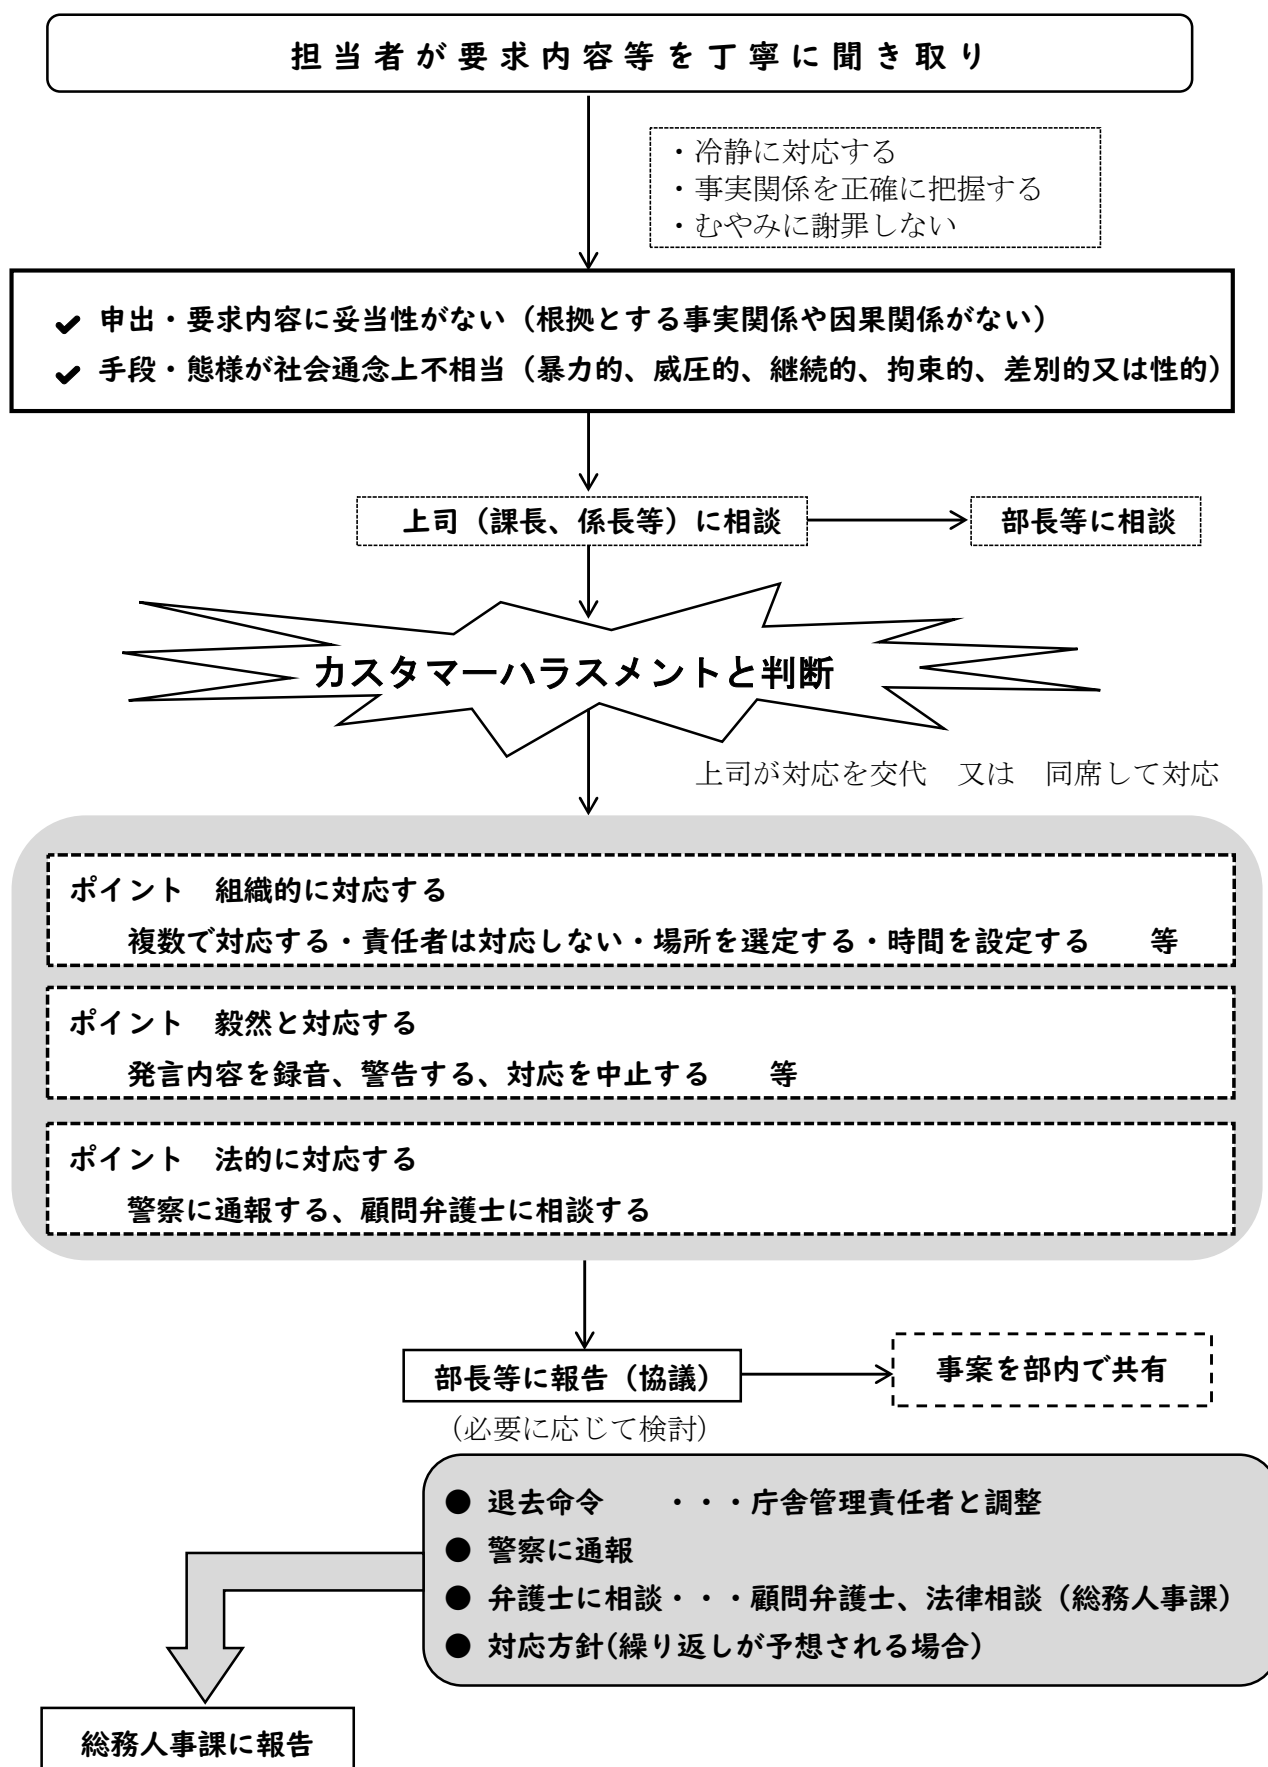 担当者が要求内容等を丁寧に聞き取り
・冷静に対応する
・事実関係を正確に把握する
・むやみに謝罪しない
✔ 申出・要求内容に妥当性がない（根拠とする事実関係や因果関係がない）
✔ 手段・態様が社会通念上不相当（暴力的、威圧的、継続的、拘束的、差別的又は性的）
上司（課長、係長等）に相談
部長等に相談
カスタマーハラスメントと判断
上司が対応を交代　又は　同席して対応
ポイント　組織的に対応する
複数で対応する・責任者は対応しない・場所を選定する・時間を設定する　　等
ポイント　毅然と対応する
発言内容を録音、警告する、対応を中止する　　等
ポイント　法的に対応する
警察に通報する、顧問弁護士に相談する
部長等に報告（協議）
事案を部内で共有
（必要に応じて検討）
● 退去命令　　・・・庁舎管理責任者と調整
● 警察に通報
● 弁護士に相談・・・顧問弁護士、法律相談（総務人事課）
● 対応方針(繰り返しが予想される場合）
総務人事課に報告